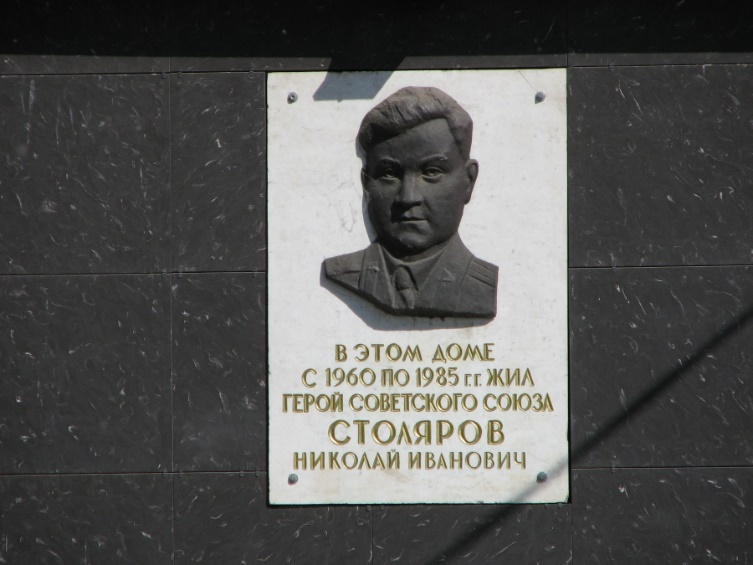 В ЭТОМ ДОМЕ
С 1960 ПО 1985 Г.Г. ЖИЛ
ГЕРОЙ СОВЕТСКОГО СОЮЗА
СТОЛЯРОВ
НИКОЛАЙ ИВАНОВИЧ